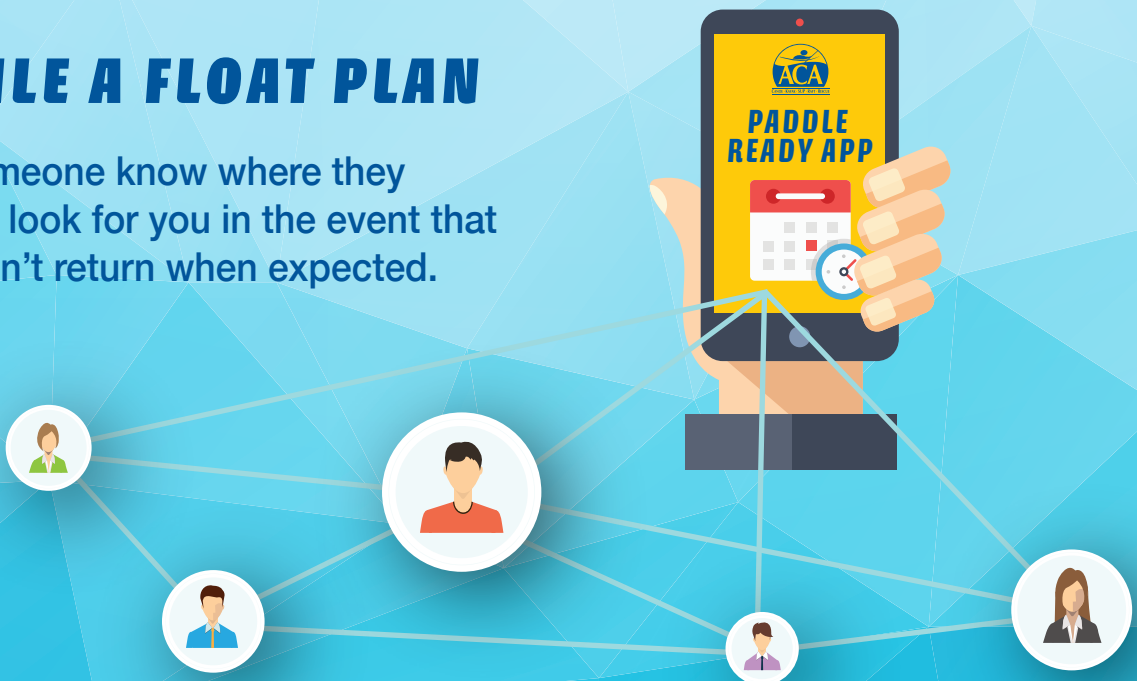 ILE A FLOAT PLAN
meone know where they
look for you in the event that
n't return when expected.
ACA
PADDLE
READY APP